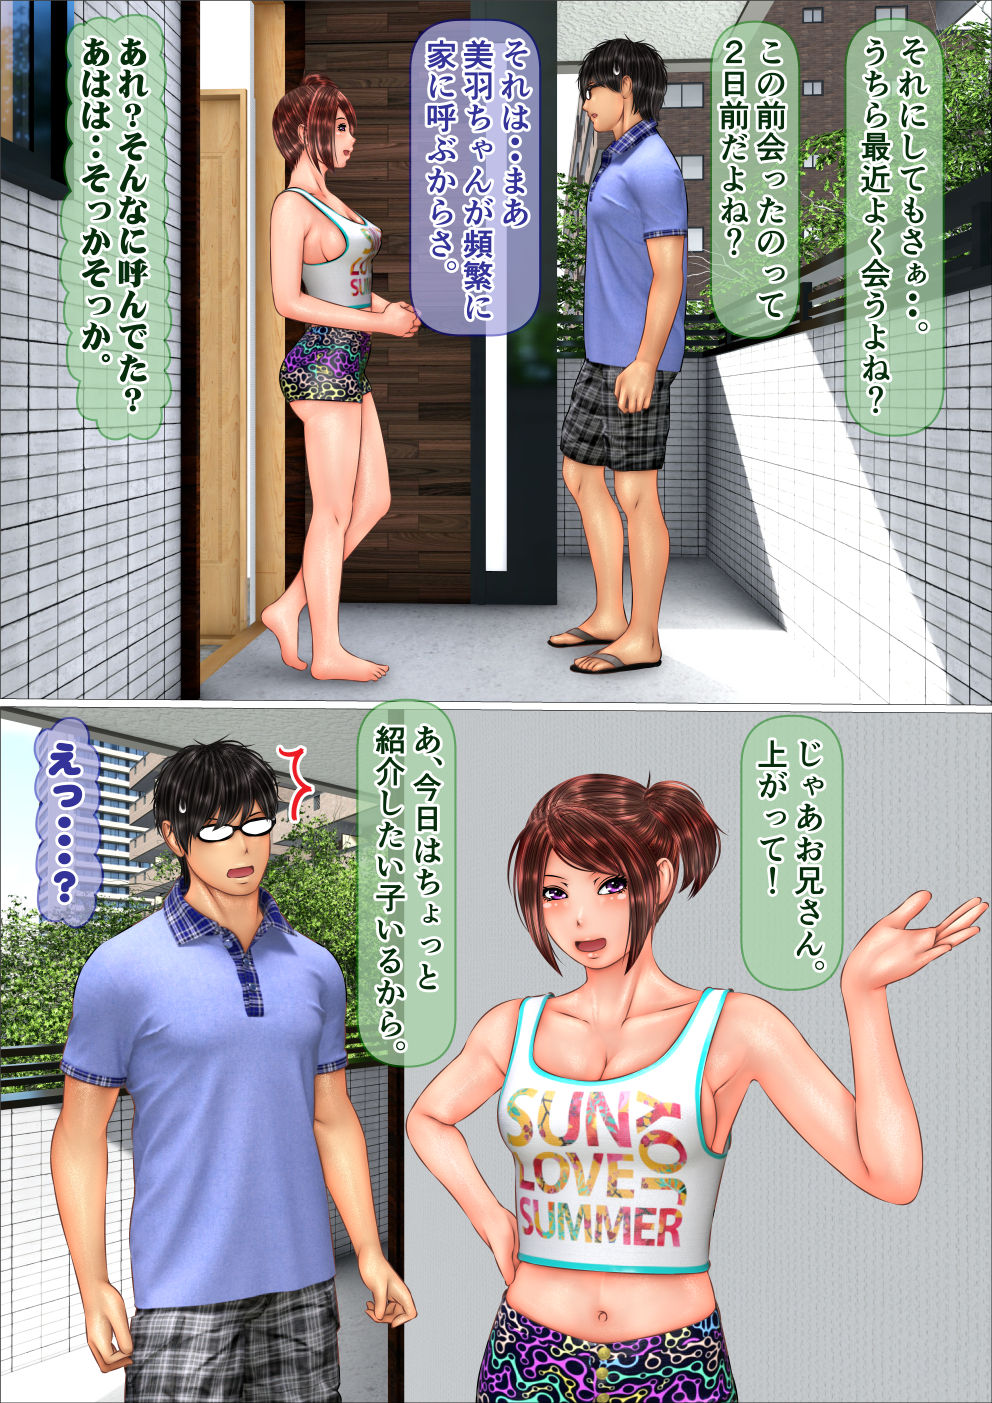 それにしてもさぁ・・。
うちら最近よく会うよね？
この前会ったのって
２日前だよね？
それは・・まあ
美羽ちゃんが頻繁に
家に呼ぶからさ。
あれ？そんなに呼んでた？
あはは・・そっかそっか。
SUM
じゃあお兄さん。
上がって！
あ、今日はちょっと
紹介したい子いるから。
えっ・・・・？
SUN
JOY
LOVE
SUMMER